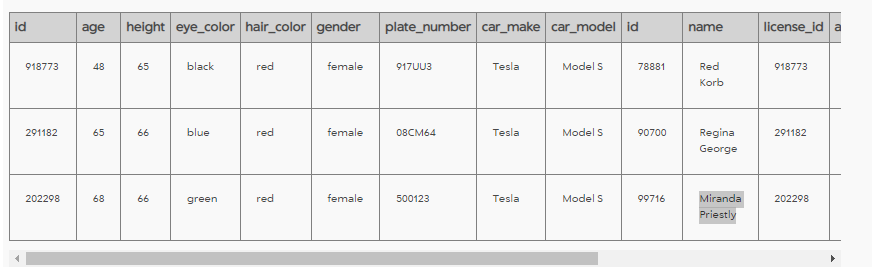 id age height eye_color hair_color gender plate_number car_make car_model id name license_id a
918773 48 65 black red female 917UU3 Tesla Model S 78881 Red 918773
Korb
291182 65 66 blue red female 08CM64 Tesla Model S 90700 Regina 291182
George
202298 68 66 green red female 500123 Tesla Model S 99716 Miranda 202298
Priestly